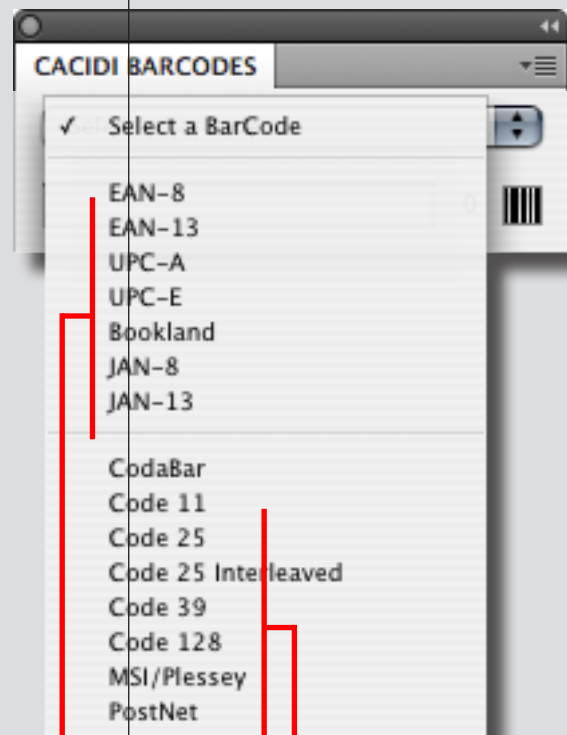 CACIDI BARCODES
✓ Select a BarCode
EAN-8
EAN-13
UPC-A
UPC-E
Bookland
JAN-8
JAN-13
CodaBar
Code 11
Code 25
Code 25 Interleaved
Code 39
Code 128
MSI/Plessey
PostNet